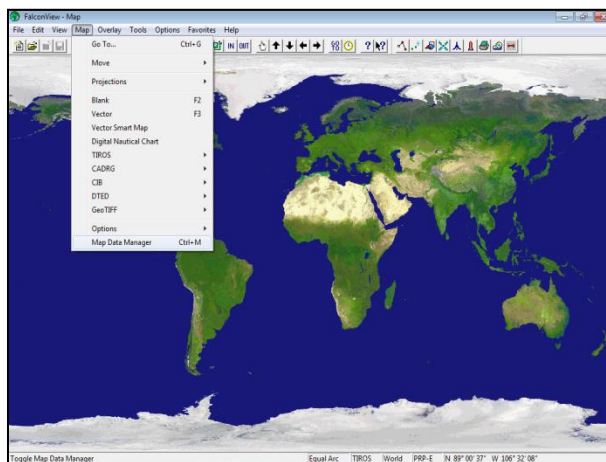 FalconView - Map
File Edit View Map Overlay Tools Options Favorites Help
IN OUT
Go To... Ctrl+G
Move
Projections
Blank F2
Vector F3
Vector Smart Map
Digital Nautical Chart
TIROS
CADRG
CIB
DTED
GeoTIFF
Options
Map Data Manager Ctrl+M
Toggle Map Data Manager Equal Arc TIROS World PRP-E N 89° 00' 37" W 106° 32' 08"